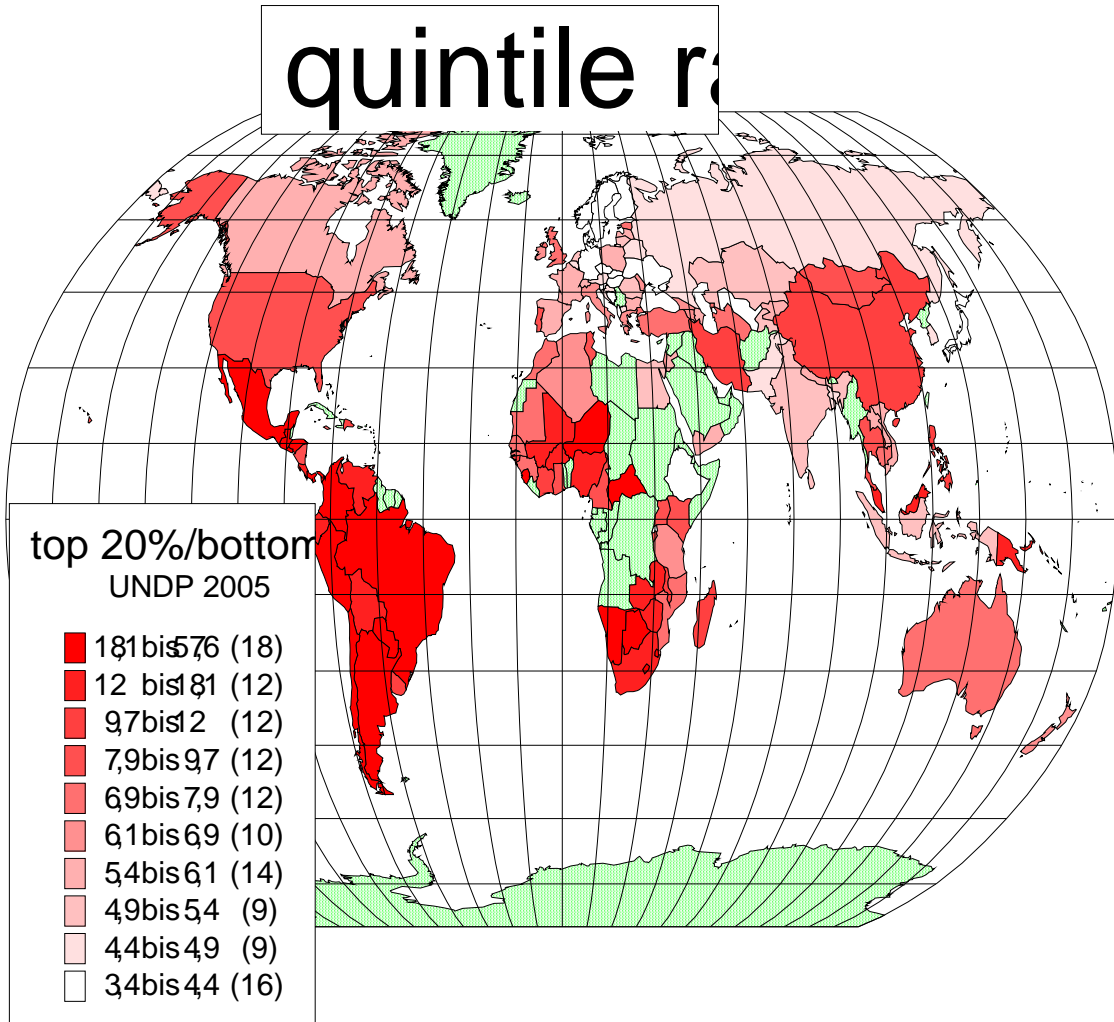 quintile ra
top 20%/bottom
UNDP 2005
18,1 bis 57,6 (18)
12 bis 18,1 (12)
9,7 bis 12 (12)
7,9 bis 9,7 (12)
6,9 bis 7,9 (12)
6,1 bis 6,9 (10)
5,4 bis 6,1 (14)
4,9 bis 5,4 (9)
4,4 bis 4,9 (9)
3,4 bis 4,4 (16)